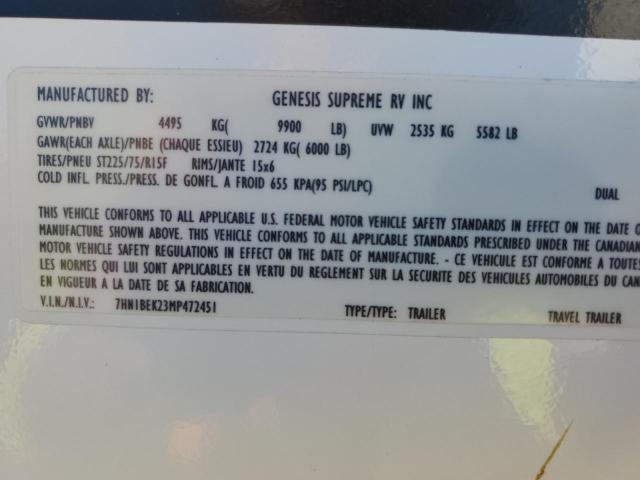 MANUFACTURED BY: GENESIS SUPREME RV INC
GVWR/PNBV 4495 KG( 9900 LB) UVW 2535 KG 5582 LB
GAWR(EACH AXLE)/PNBE (CHAQUE ESSIEU) 2724 KG( 6000 LB)
TIRES/PNEU ST225/75/R15F RIMS/JANTE 15x6
COLD INFL. PRESS./PRESS. DE GONFL. A FROID 655 KPA(95 PSI/LPC) DUAL
THIS VEHICLE CONFORMS TO ALL APPLICABLE U.S. FEDERAL MOTOR VEHICLE SAFETY STANDARDS IN EFFECT ON THE DATE O
MANUFACTURE SHOWN ABOVE. THIS VEHICLE CONFORMS TO ALL APPLICABLE STANDARDS PRESCRIBED UNDER THE CANADIAN
MOTOR VEHICLE SAFETY REGULATIONS IN EFFECT ON THE DATE OF MANUFACTURE. - CE VEHICULE EST CONFORME A TOUTES
LES NORMES QUI LUI SONT APPLICABLES EN VERTU DU REGLEMENT SUR LA SECURITE DES VEHICULES AUTOMOBILES DU CAN
EN VIGUEUR A LA DATE DE SA FABRICATION.
V.I.N./N.I.V.: 7HN1BEK23MP472451 TYPE/TYPE: TRAILER TRAVEL TRAILER